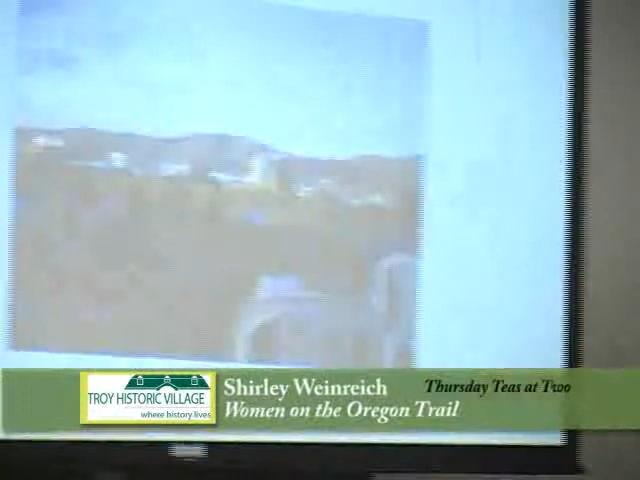 TROY HISTORIC VILLAGE
where history lives
Shirley Weinreich
Women on the Oregon Trail
Thursday Teas at Two